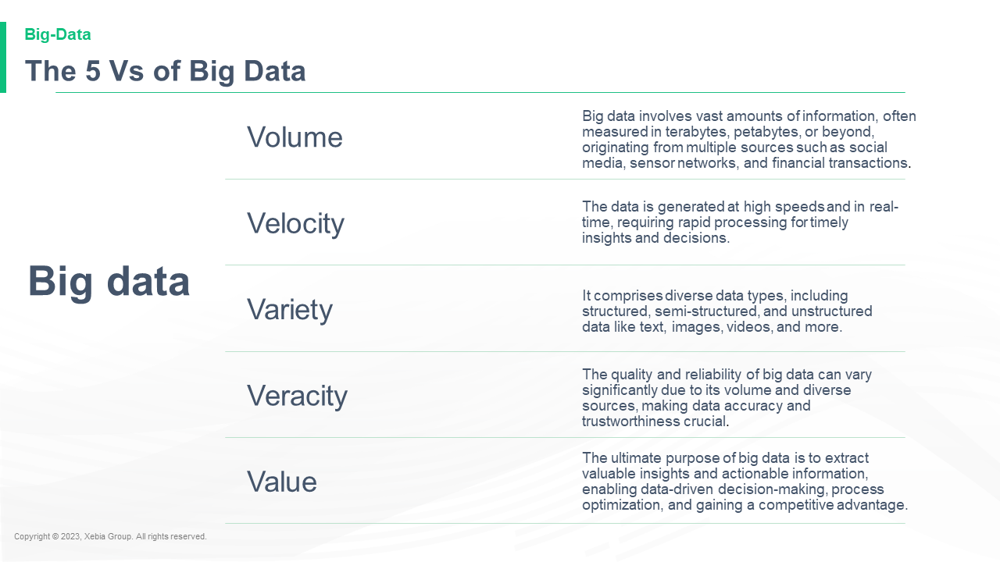 Big-Data
The 5 Vs of Big Data
Big data
Volume
Big data involves vast amounts of information, often
measured in terabytes, petabytes, or beyond,
originating from multiple sources such as social
media, sensor networks, and financial transactions.
Velocity
The data is generated at high speeds and in real-
time, requiring rapid processing for timely
insights and decisions.
Variety
It comprises diverse data types, including
structured, semi-structured, and unstructured
data like text, images, videos, and more.
Veracity
The quality and reliability of big data can vary
significantly due to its volume and diverse
sources, making data accuracy and
trustworthiness crucial.
Value
The ultimate purpose of big data is to extract
valuable insights and actionable information,
enabling data-driven decision-making, process
optimization, and gaining a competitive advantage.
Copyright © 2023, Xebia Group. All rights reserved.